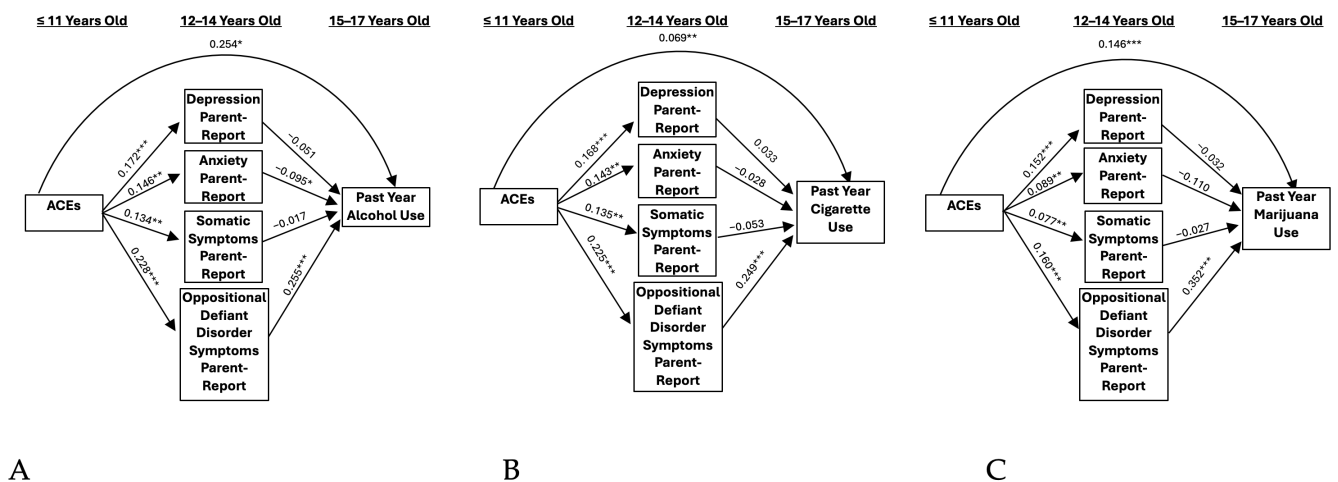 ≤ 11 Years Old
12–14 Years Old
15–17 Years Old
0.254*
Depression
Parent-
Report
Anxiety
Parent-
Report
Somatic
Symptoms
Parent-
Report
Oppositional
Defiant
Disorder
Symptoms
Parent-
Report
ACEs
0.172***
0.146**
0.134**
0.228***
−0.051
−0.095*
−0.017
0.255***
Past Year
Alcohol Use
A
≤ 11 Years Old
12–14 Years Old
15–17 Years Old
0.069**
Depression
Parent-
Report
Anxiety
Parent-
Report
Somatic
Symptoms
Parent-
Report
Oppositional
Defiant
Disorder
Symptoms
Parent-
Report
ACEs
0.168***
0.143**
0.135**
0.225***
0.033
−0.028
−0.053
0.249***
Past Year
Cigarette
Use
B
≤ 11 Years Old
12–14 Years Old
15–17 Years Old
0.146***
Depression
Parent-
Report
Anxiety
Parent-
Report
Somatic
Symptoms
Parent-
Report
Oppositional
Defiant
Disorder
Symptoms
Parent-
Report
ACEs
0.152***
0.089**
0.077**
0.160***
−0.032
−0.110
−0.027
0.352***
Past Year
Marijuana
Use
C